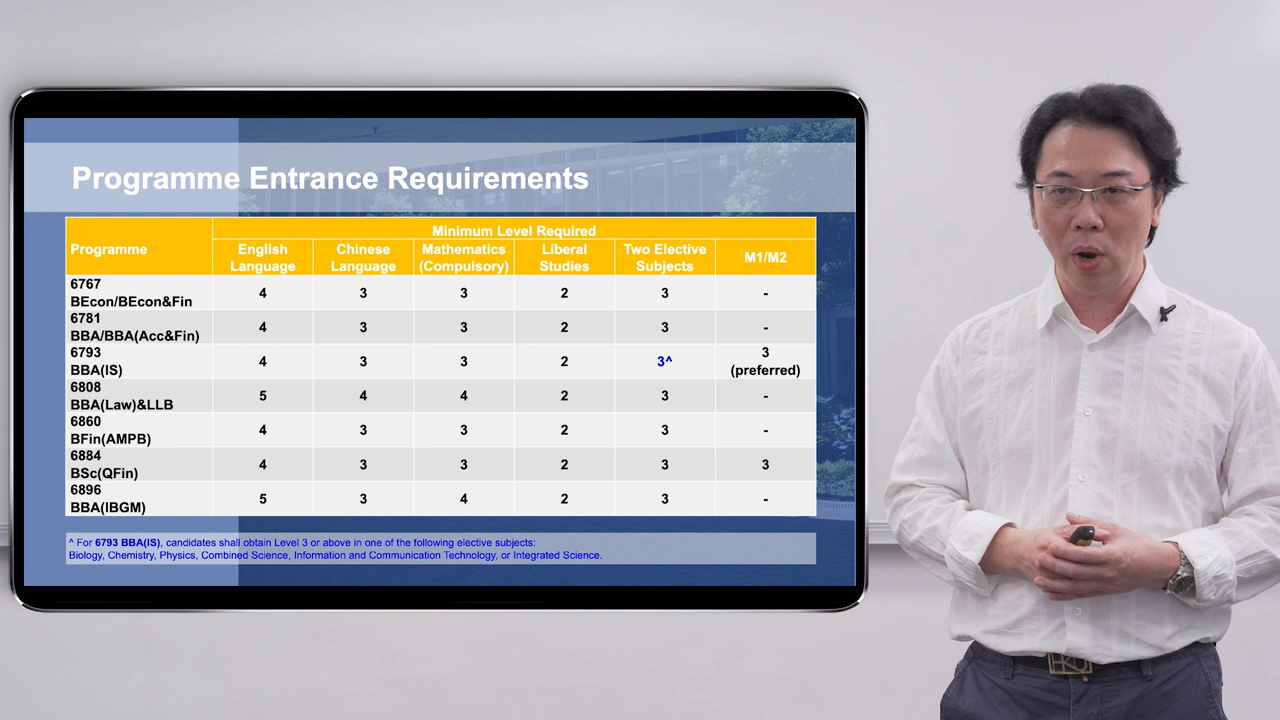 Programme Entrance Requirements
Programme
Minimum Level Required
English Language
Chinese Language
Mathematics (Compulsory)
Liberal Studies
Two Elective Subjects
M1/M2
6767 BEcon/BEcon&Fin 4 3 3 2 3 -
6781 BBA/BBA(Acc&Fin) 4 3 3 2 3 -
6793 BBA(IS) 4 3 3 2 3^ 3 (preferred)
6808 BBA(Law)&LLB 5 4 4 2 3 -
6860 BFin(AMPB) 4 3 3 2 3 -
6884 BSc(QFin) 4 3 3 2 3 3
6896 BBA(IBGM) 5 3 4 2 3 -
^ For 6793 BBA(IS), candidates shall obtain Level 3 or above in one of the following elective subjects:
Biology, Chemistry, Physics, Combined Science, Information and Communication Technology, or Integrated Science.